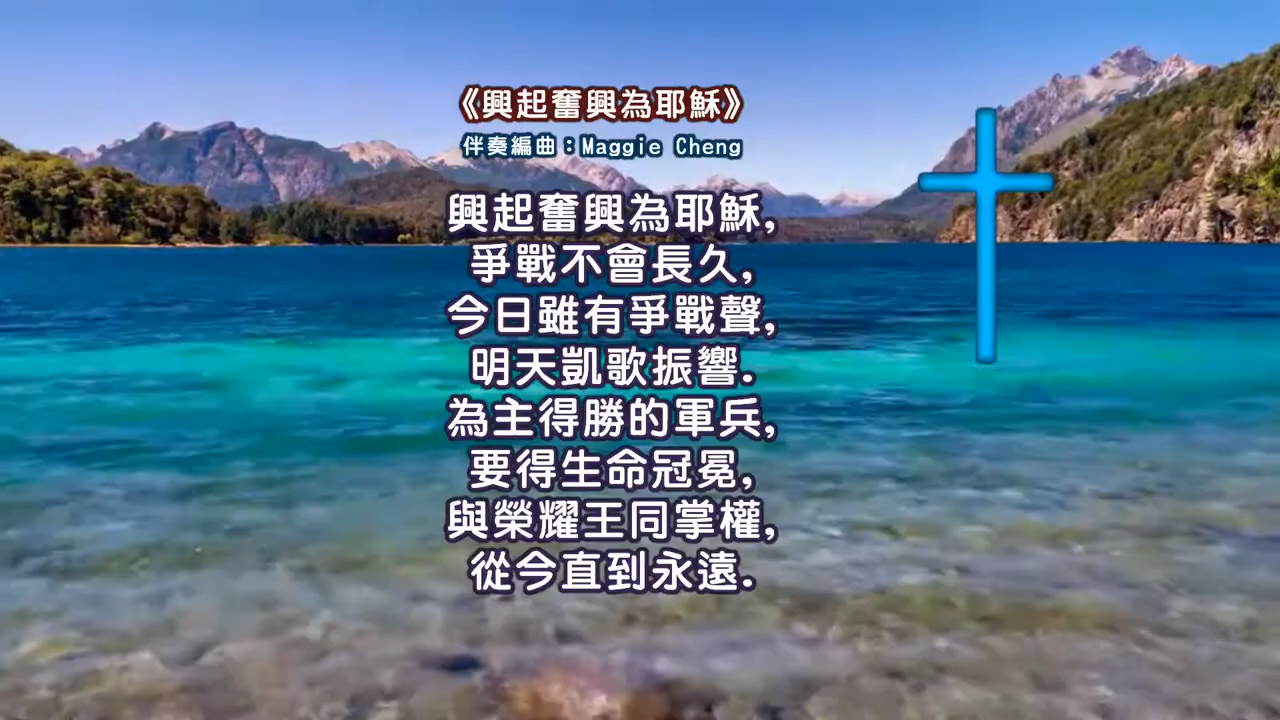 《興起奮興為耶穌》
伴奏編曲：Maggie Cheng
興起奮興為耶穌,
爭戰不會長久,
今日雖有爭戰聲,
明天凱歌振響.
為主得勝的軍兵,
要得生命冠冕,
與榮耀王同掌權,
從今直到永遠.